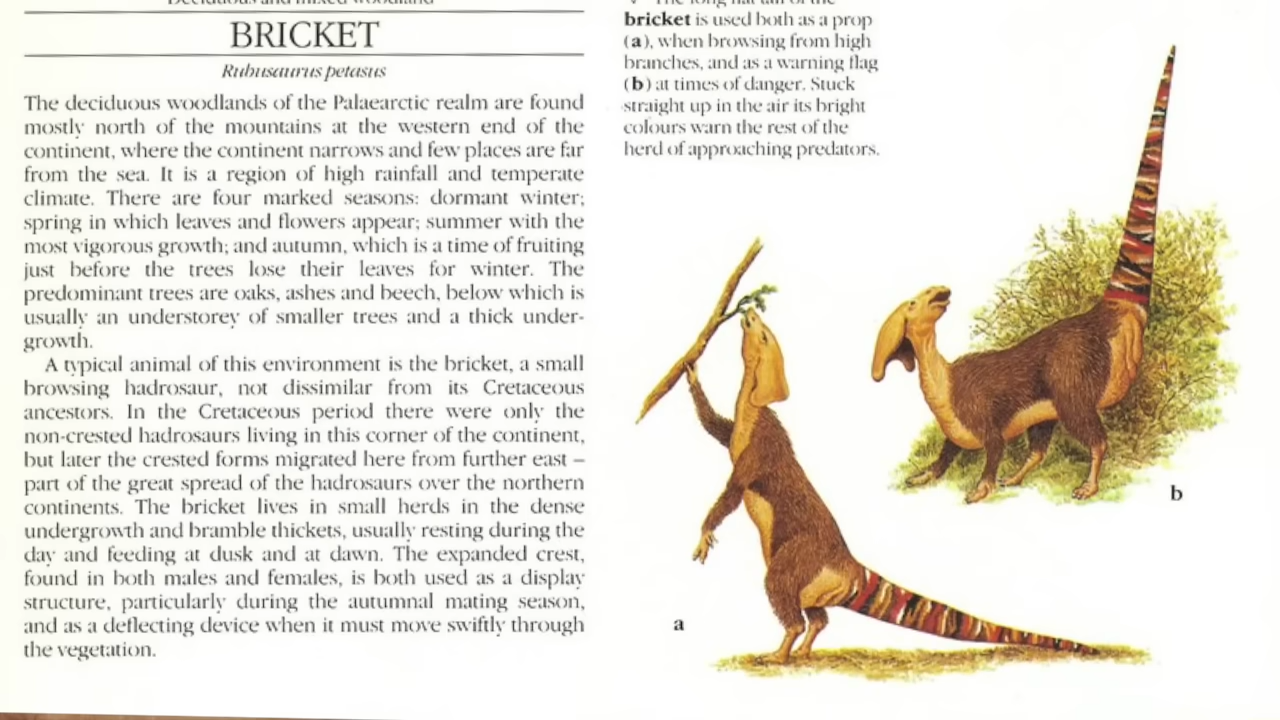 Deciduous and mixed woodland
BRICKET
Rubusaurus petasus
The deciduous woodlands of the Palaearctic realm are found
mostly north of the mountains at the western end of the
continent, where the continent narrows and few places are far
from the sea. It is a region of high rainfall and temperate
climate. There are four marked seasons: dormant winter;
spring in which leaves and flowers appear; summer with the
most vigorous growth; and autumn, which is a time of fruiting
just before the trees lose their leaves for winter. The
predominant trees are oaks, ashes and beech, below which is
usually an understorey of smaller trees and a thick under-
growth.
A typical animal of this environment is the bricket, a small
browsing hadrosaur, not dissimilar from its Cretaceous
ancestors. In the Cretaceous period there were only the
non-crested hadrosaurs living in this corner of the continent,
but later the crested forms migrated here from further east –
part of the great spread of the hadrosaurs over the northern
continents. The bricket lives in small herds in the dense
undergrowth and bramble thickets, usually resting during the
day and feeding at dusk and at dawn. The expanded crest,
found in both males and females, is both used as a display
structure, particularly during the autumnal mating season,
and as a deflecting device when it must move swiftly through
the vegetation.
The long flat tail of the
bricket is used both as a prop
(a), when browsing from high
branches, and as a warning flag
(b) at times of danger. Stuck
straight up in the air its bright
colours warn the rest of the
herd of approaching predators.
b
a